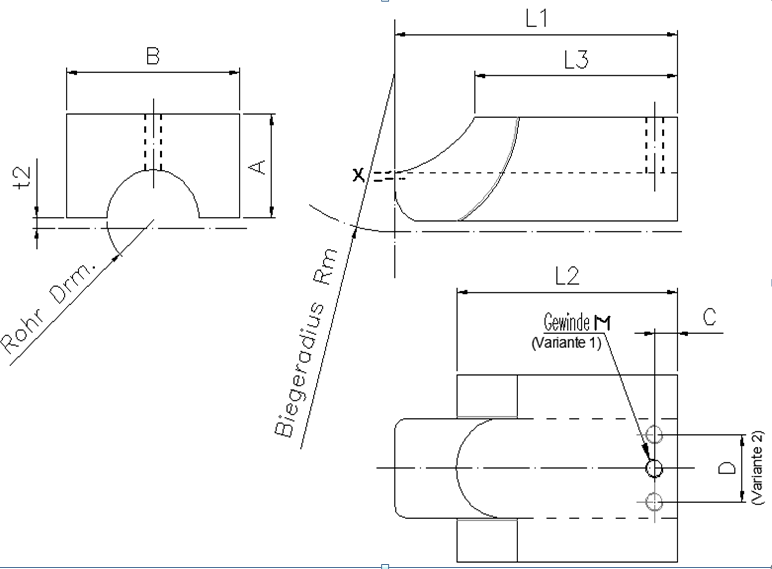 L1
B
L3
t2
A
X
Rohr Drm.
Biegeradius Rm
L2
Gewinde M
(Variante 1)
C
D
(Variante 2)